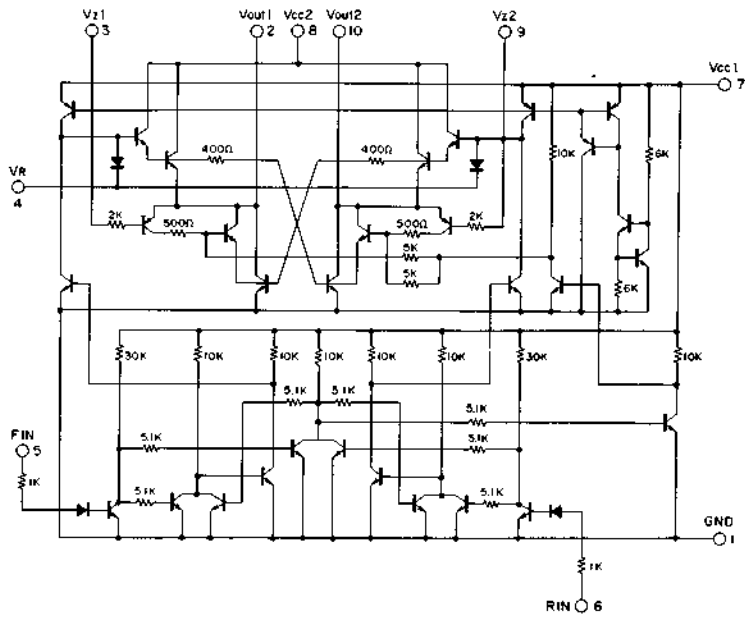 Vz1 Vout1 Vcc2 Vout2 Vz2
3 2 8 10 9
Vcc1
7
400Ω 400Ω
10K 6K
VR
4
2K 500Ω 500Ω 2K
5K
5K
6K
30K 10K 10K 10K 10K 10K 30K 10K
5.1K 5.1K
5.1K
FIN 5.1K 5.1K
5
1K
5.1K 5.1K
GND
1
1K
RIN 6